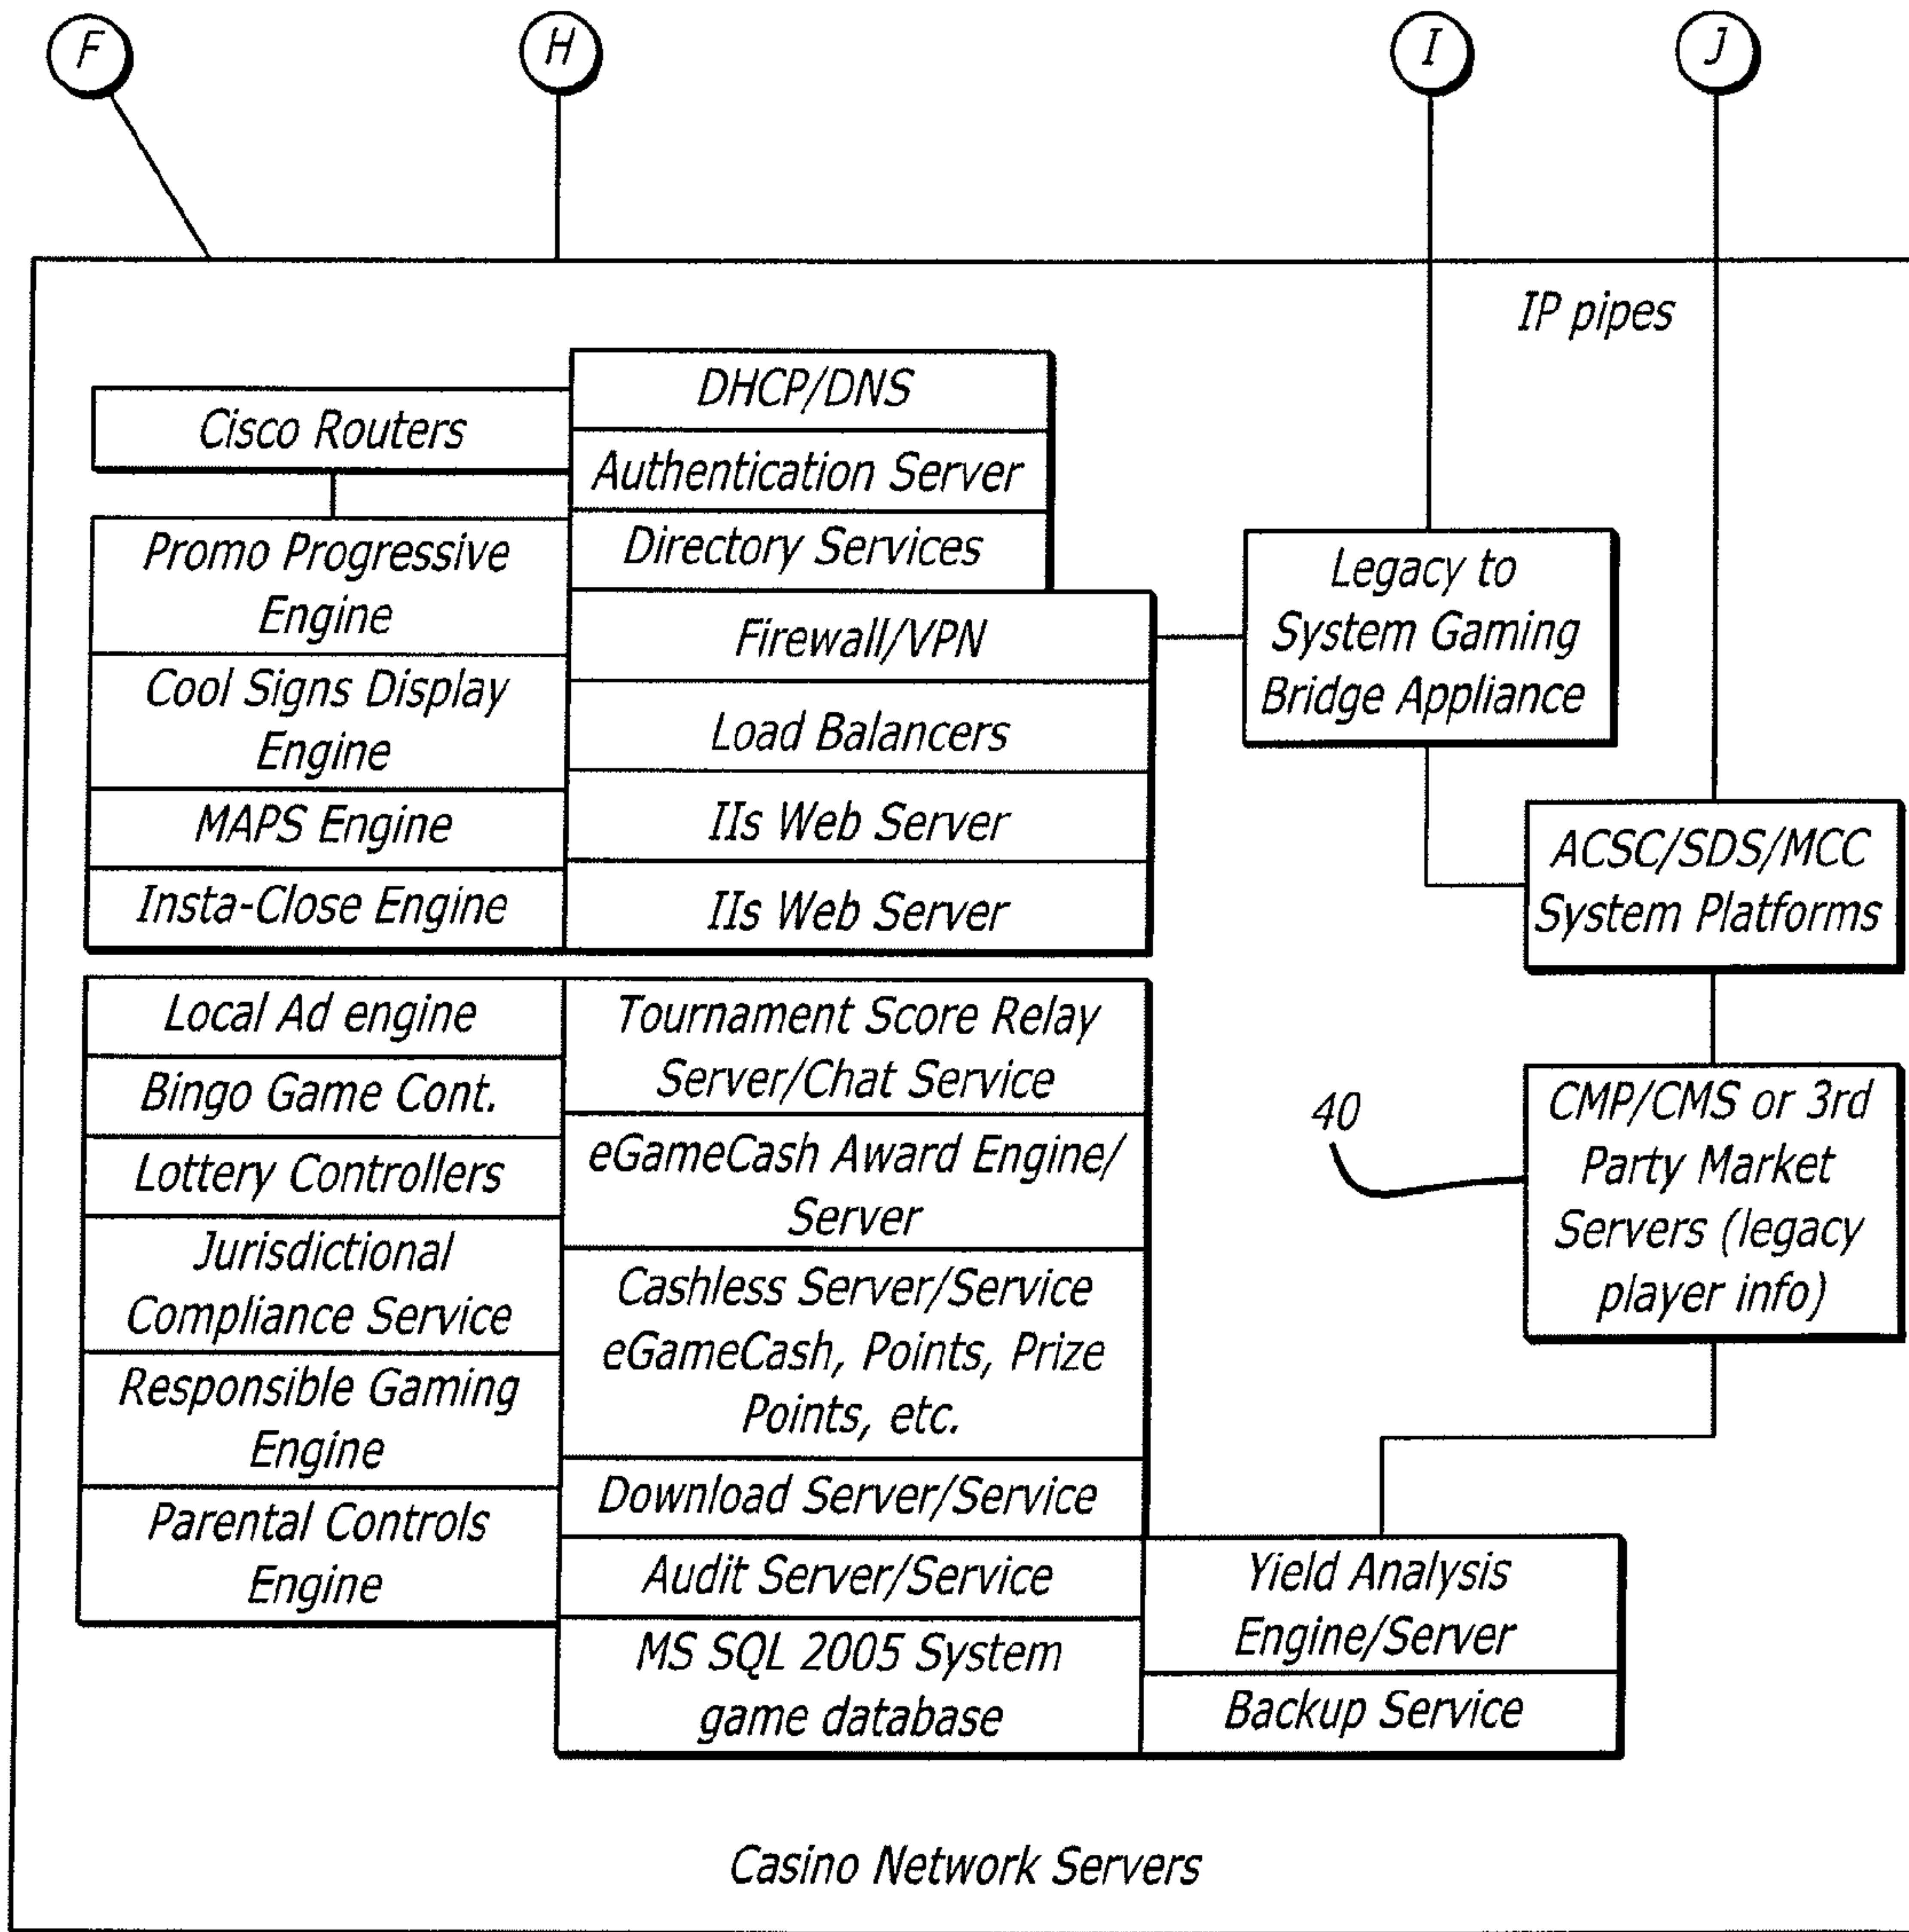 F
H
I
J
IP pipes
Cisco Routers
Promo Progressive
Engine
Cool Signs Display
Engine
MAPS Engine
Insta-Close Engine
DHCP/DNS
Authentication Server
Directory Services
Firewall/VPN
Load Balancers
IIs Web Server
IIs Web Server
Legacy to
System Gaming
Bridge Appliance
ACSC/SDS/MCC
System Platforms
Local Ad engine
Bingo Game Cont.
Lottery Controllers
Jurisdictional
Compliance Service
Responsible Gaming
Engine
Parental Controls
Engine
Tournament Score Relay
Server/Chat Service
eGameCash Award Engine/
Server
Cashless Server/Service
eGameCash, Points, Prize
Points, etc.
Download Server/Service
Audit Server/Service
MS SQL 2005 System
game database
40
CMP/CMS or 3rd
Party Market
Servers (legacy
player info)
Yield Analysis
Engine/Server
Backup Service
Casino Network Servers